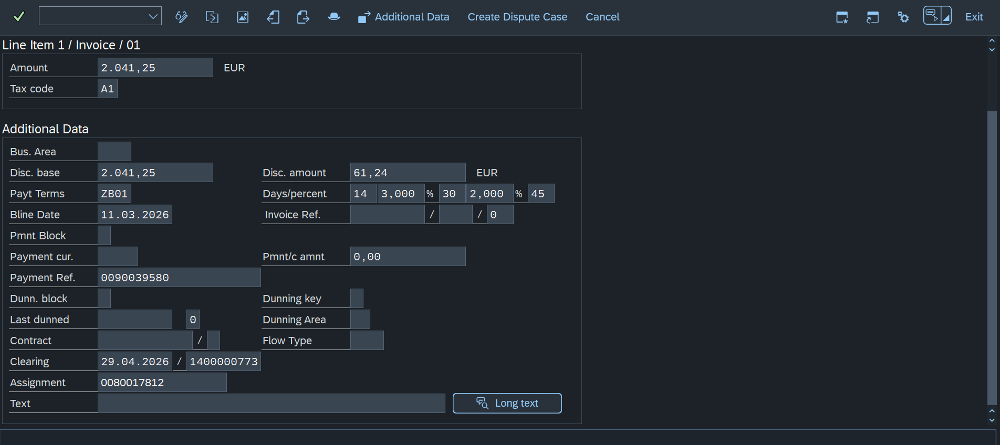 Additional Data Create Dispute Case Cancel Exit
Line Item 1 / Invoice / 01
Amount 2.041,25 EUR
Tax code A1
Additional Data
Bus. Area
Disc. base 2.041,25 Disc. amount 61,24 EUR
Payt Terms ZB01 Days/percent 14 3,000 % 30 2,000 % 45
Bline Date 11.03.2026 Invoice Ref. / / 0
Pmnt Block
Payment cur. Pmnt/c amnt 0,00
Payment Ref. 0090039580
Dunn. block Dunning key
Last dunned 0 Dunning Area
Contract / Flow Type
Clearing 29.04.2026 / 1400000773
Assignment 0080017812
Text Long text